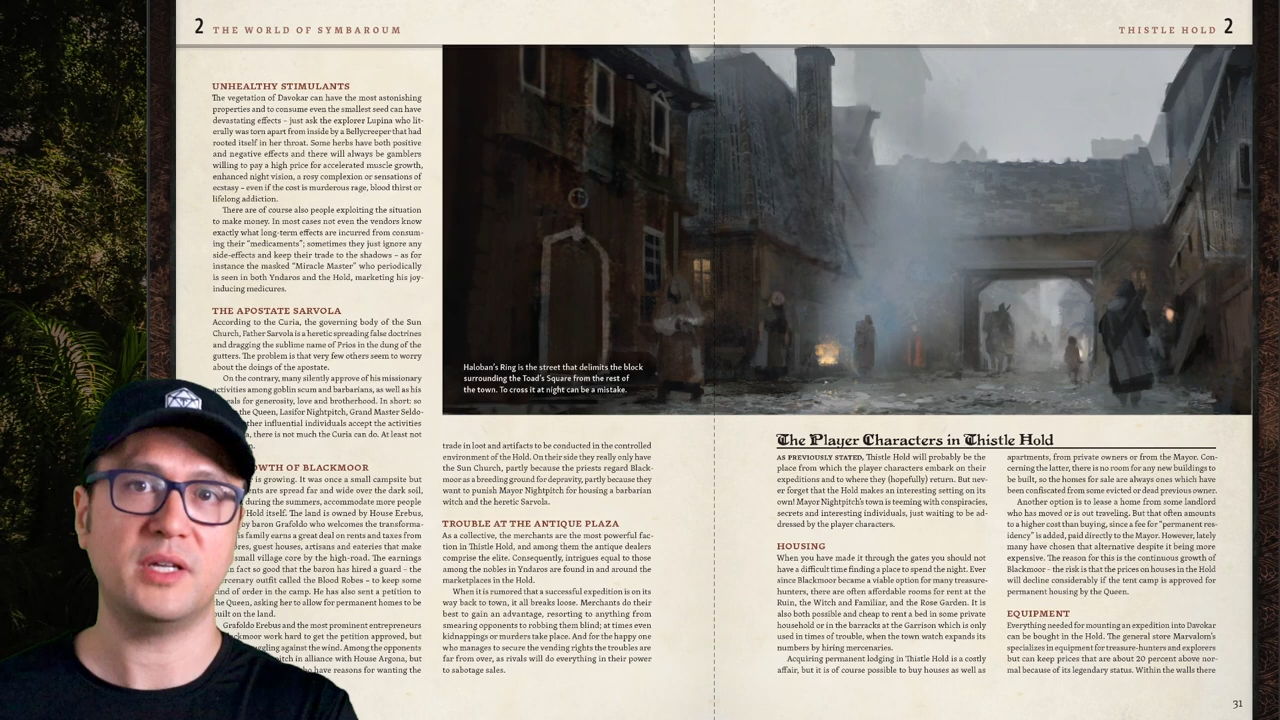 2 THE WORLD OF SYMBAROUM
THISTLE HOLD 2
UNHEALTHY STIMULANTS
The vegetation of Davokar can have the most astonishing
properties and to consume even the smallest seed can have
devastating effects – just ask the explorer Lupina who lit-
erally was torn apart from inside by a Bellycreeper that had
rooted itself in her throat. Some herbs have both positive
and negative effects and there will always be gamblers
willing to pay a high price for accelerated muscle growth,
enhanced night vision, a rosy complexion or sensations of
ecstasy – even if the cost is murderous rage, blood thirst or
lifelong addiction.
There are of course also people exploiting the situation
to make money. In most cases not even the vendors know
exactly what long-term effects are incurred from consum-
ing their “medicaments”; sometimes they just ignore any
side-effects and keep their trade to the shadows – as for
instance the masked “Miracle Master” who periodically
is seen in both Yndaros and the Hold, marketing his joy-
inducing medicures.
THE APOSTATE SARVOLA
According to the Curia, the governing body of the Sun
Church, Father Sarvola is a heretic spreading false doctrines
and dragging the sublime name of Prios in the dung of the
gutters. The problem is that very few others seem to worry
about the doings of the apostate.
On the contrary, many silently approve of his missionary
activities among goblin scum and barbarians, as well as his
for generosity, love and brotherhood. In short: so
the Queen, Lasifor Nightpitch, Grand Master Seldo-
influential individuals accept the activities
there is not much the Curia can do. At least not
OF BLACKMOOR
is growing. It was once a small campsite but
are spread far and wide over the dark soil,
during the summers, accommodate more people
Hold itself. The land is owned by House Erebus,
by baron Grafoldo who welcomes the transforma-
family earns a great deal on rents and taxes from
guest houses, artisans and eateries that make
small village core by the high-road. The earnings
in fact so good that the baron has hired a guard – the
outfit called the Blood Robes – to keep some
kind of order in the camp. He has also sent a petition to
the Queen, asking her to allow for permanent homes to be
built on the land.
Grafoldo Erebus and the most prominent entrepreneurs
work hard to get the petition approved, but
against the wind. Among the opponents
in alliance with House Argona, but
have reasons for wanting the
Haloban’s Ring is the street that delimits the block
surrounding the Toad’s Square from the rest of
the town. To cross it at night can be a mistake.
trade in loot and artifacts to be conducted in the controlled
environment of the Hold. On their side they really only have
the Sun Church, partly because the priests regard Black-
moor as a breeding ground for depravity, partly because they
want to punish Mayor Nightpitch for housing a barbarian
witch and the heretic Sarvola.
TROUBLE AT THE ANTIQUE PLAZA
As a collective, the merchants are the most powerful fac-
tion in Thistle Hold, and among them the antique dealers
comprise the elite. Consequently, intrigues equal to those
among the nobles in Yndaros are found in and around the
marketplaces in the Hold.
When it is rumored that a successful expedition is on its
way back to town, it all breaks loose. Merchants do their
best to gain an advantage, resorting to anything from
smearing opponents to robbing them blind; at times even
kidnappings or murders take place. And for the happy one
who manages to secure the vending rights the troubles are
far from over, as rivals will do everything in their power
to sabotage sales.
The Player Characters in Thistle Hold
AS PREVIOUSLY STATED, Thistle Hold will probably be the
place from which the player characters embark on their
expeditions and to where they (hopefully) return. But nev-
er forget that the Hold makes an interesting setting on its
own! Mayor Nightpitch’s town is teeming with conspiracies,
secrets and interesting individuals, just waiting to be ad-
dressed by the player characters.
HOUSING
When you have made it through the gates you should not
have a difficult time finding a place to spend the night. Ever
since Blackmoor became a viable option for many treasure-
hunters, there are often affordable rooms for rent at the
Ruin, the Witch and Familiar, and the Rose Garden. It is
also both possible and cheap to rent a bed in some private
household or in the barracks at the Garrison which is only
used in times of trouble, when the town watch expands its
numbers by hiring mercenaries.
Acquiring permanent lodging in Thistle Hold is a costly
affair, but it is of course possible to buy houses as well as
apartments, from private owners or from the Mayor. Con-
cerning the latter, there is no room for any new buildings to
be built, so the homes for sale are always ones which have
been confiscated from some evicted or dead previous owner.
Another option is to lease a home from some landlord
who has moved or is out traveling. But that often amounts
to a higher cost than buying, since a fee for “permanent res-
idency” is added, paid directly to the Mayor. However, lately
many have chosen that alternative despite it being more
expensive. The reason for this is the continuous growth of
Blackmoor – the risk is that the prices on houses in the Hold
will decline considerably if the tent camp is approved for
permanent housing by the Queen.
EQUIPMENT
Everything needed for mounting an expedition into Davokar
can be bought in the Hold. The general store Marvalom’s
specializes in equipment for treasure-hunters and explorers
but can keep prices that are about 20 percent above nor-
mal because of its legendary status. Within the walls there
31